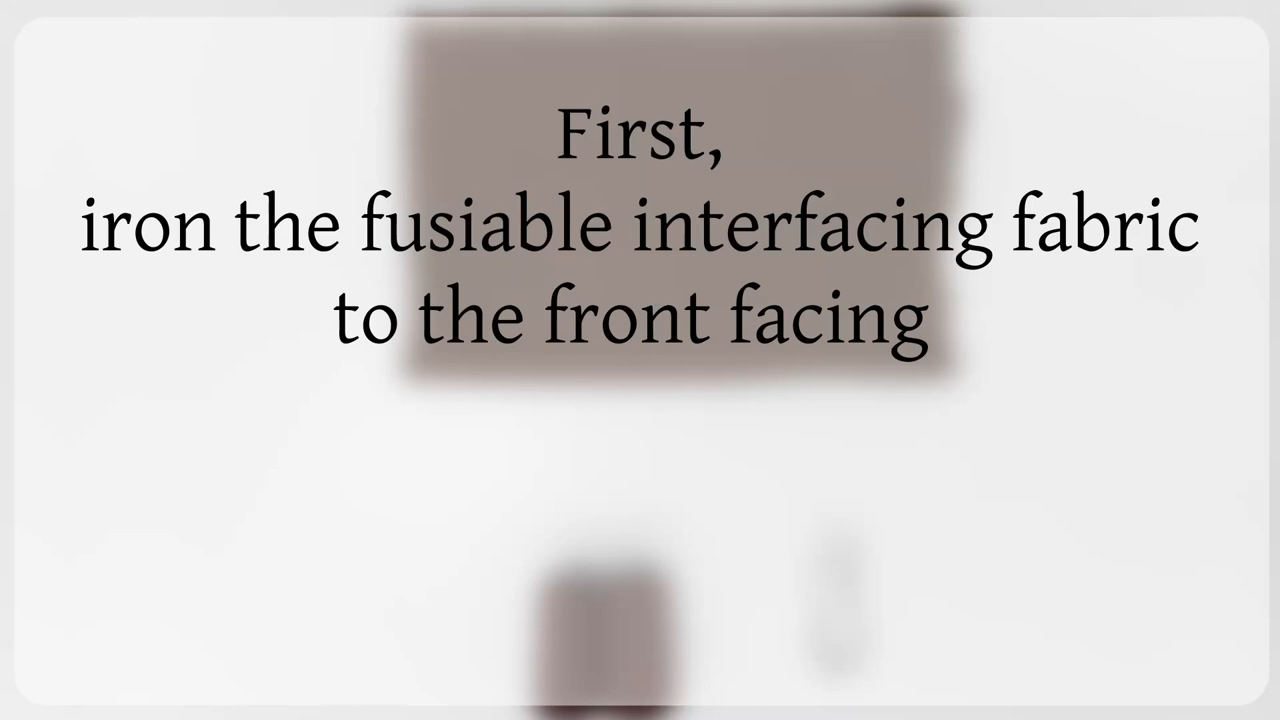 First,
iron the fusiable interfacing fabric
to the front facing